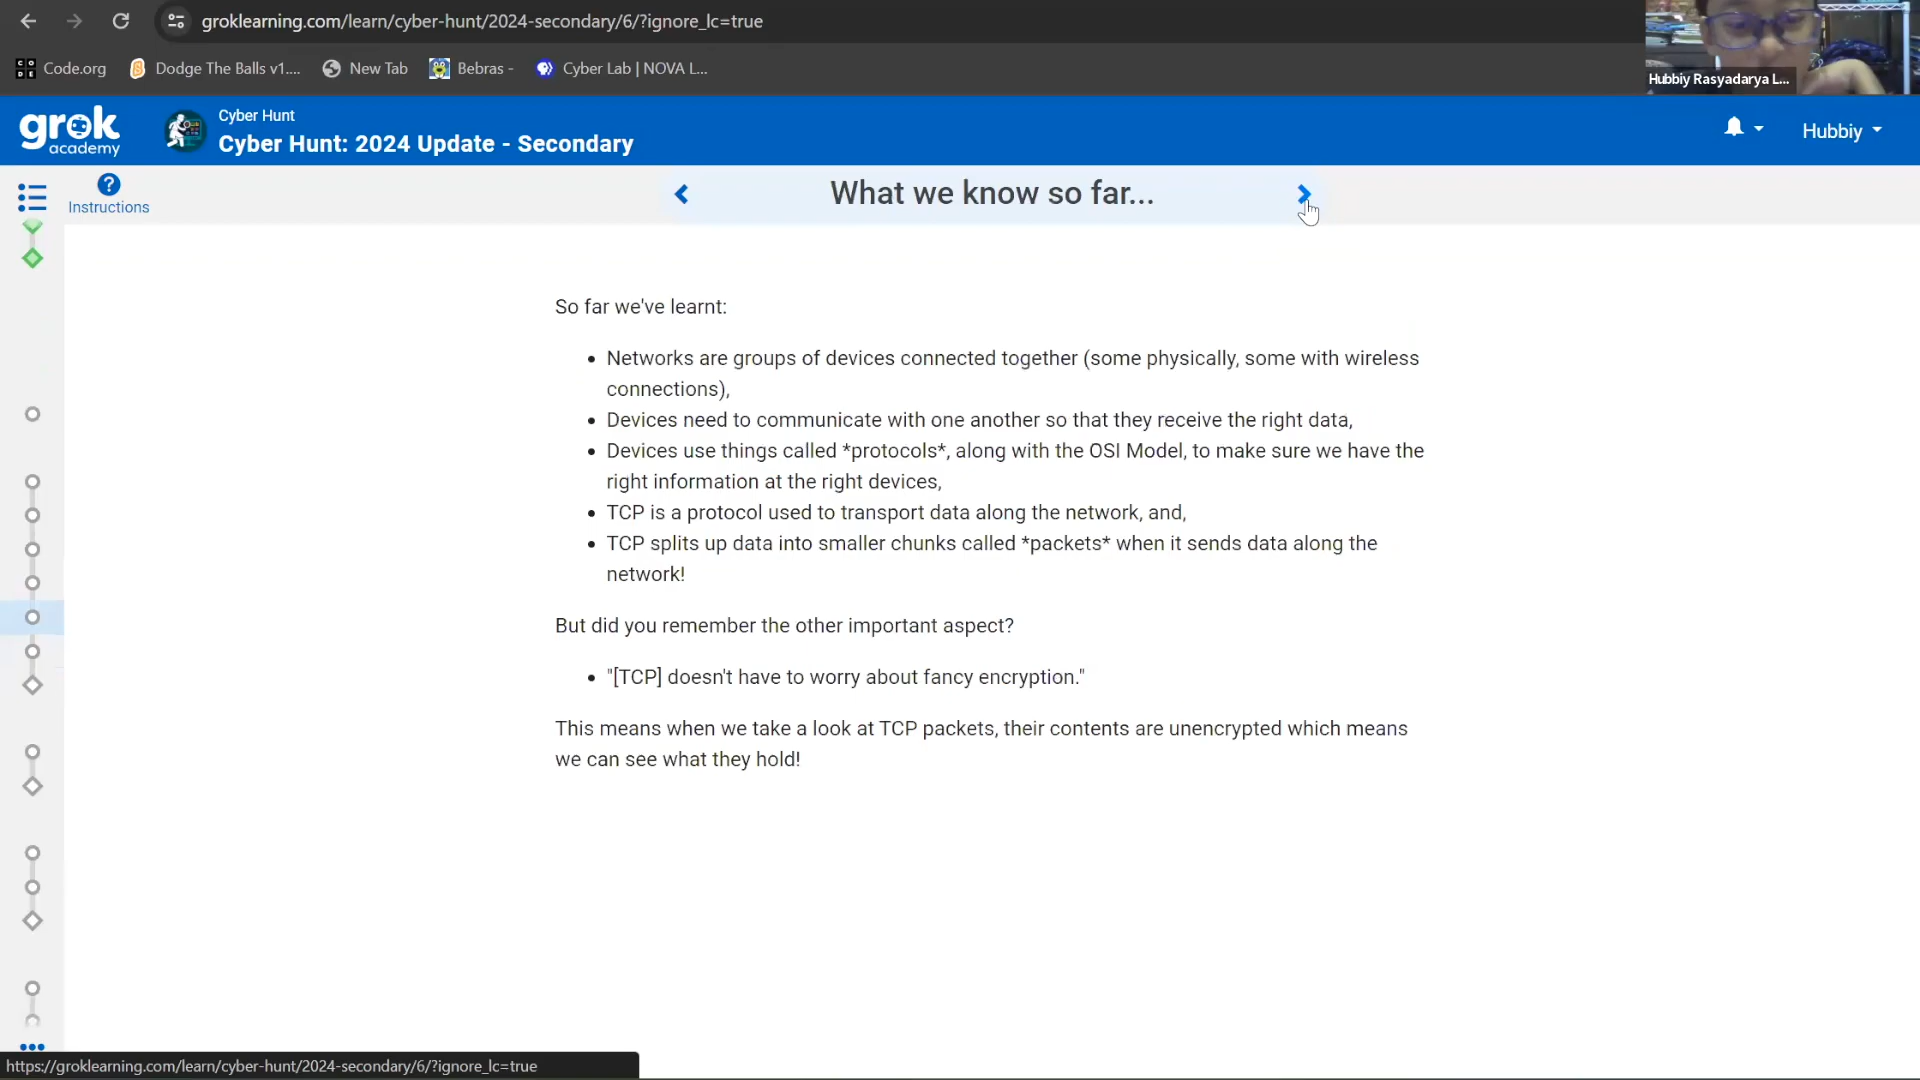 groklearning.com/learn/cyber-hunt/2024-secondary/6/?ignore_lc=true
Code.org
Dodge The Balls v1....
New Tab
Bebras -
Cyber Lab | NOVA L...
Hubbiy Rasyadarya L...
grok
academy
Cyber Hunt
Cyber Hunt: 2024 Update - Secondary
Hubbiy
Instructions
What we know so far...
So far we've learnt:
• Networks are groups of devices connected together (some physically, some with wireless
connections),
• Devices need to communicate with one another so that they receive the right data,
• Devices use things called *protocols*, along with the OSI Model, to make sure we have the
right information at the right devices,
• TCP is a protocol used to transport data along the network, and,
• TCP splits up data into smaller chunks called *packets* when it sends data along the
network!
But did you remember the other important aspect?
• "[TCP] doesn't have to worry about fancy encryption."
This means when we take a look at TCP packets, their contents are unencrypted which means
we can see what they hold!
https://groklearning.com/learn/cyber-hunt/2024-secondary/6/?ignore_lc=true